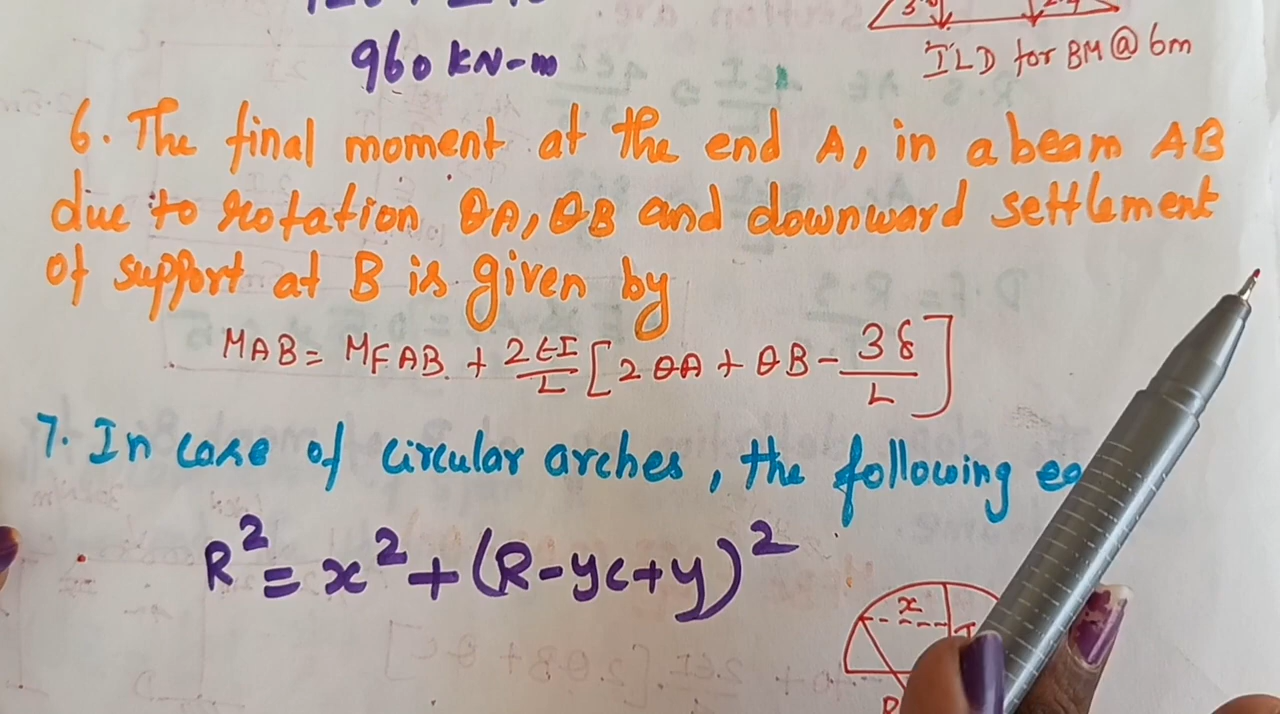 960 KN-m
ILD for BM @ 6m
6. The final moment at the end A, in a beam AB
due to rotation θA, θB and downward settlement
of support at B is given by
MAB = MFAB + 2EI/L [2θA + θB - 3δ/L]
7. In case of circular arches, the following
R² = x² + (R-yc+y)²
x